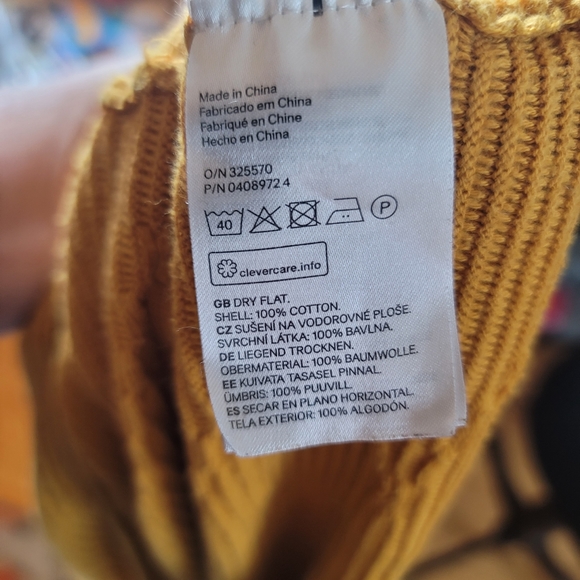 Made in China
Fabricado em China
Fabriqué en Chine
Hecho en China
O/N 325570
P/N 0408972 4
40 P
clevercare.info
GB DRY FLAT.
SHELL: 100% COTTON.
CZ SUŠENÍ NA VODOROVNÉ PLOŠE.
SVRCHNÍ LÁTKA: 100% BAVLNA.
DE LIEGEND TROCKNEN.
OBERMATERIAL: 100% BAUMWOLLE.
EE KUIVATA TASASEL PINNAL.
ÜMBRIS: 100% PUUVILL.
ES SECAR EN PLANO HORIZONTAL.
TELA EXTERIOR: 100% ALGODÓN.